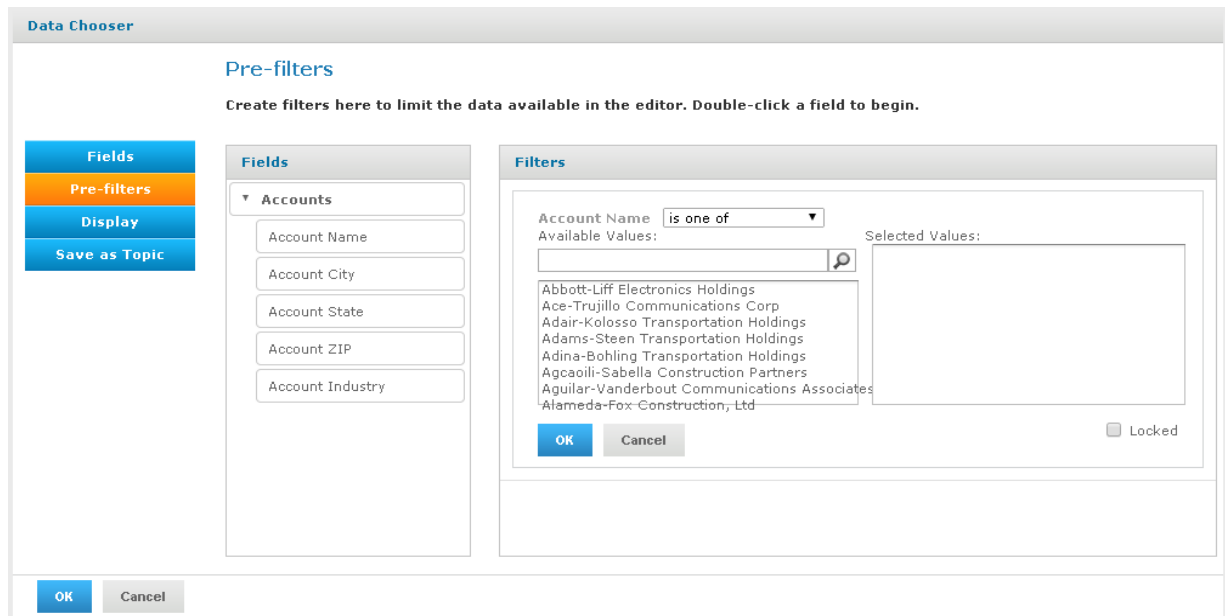 Data Chooser
Pre-filters
Create filters here to limit the data available in the editor. Double-click a field to begin.
Fields
Pre-filters
Display
Save as Topic
Fields
Accounts
Account Name
Account City
Account State
Account ZIP
Account Industry
Filters
Account Name is one of
Available Values:
Selected Values:
Abbott-Liff Electronics Holdings
Ace-Trujillo Communications Corp
Adair-Kolosso Transportation Holdings
Adams-Steen Transportation Holdings
Adina-Bohling Transportation Holdings
Agcaoili-Sabella Construction Partners
Aguilar-Vanderbout Communications Associates
Alameda-Fox Construction, Ltd
OK Cancel
Locked
OK Cancel